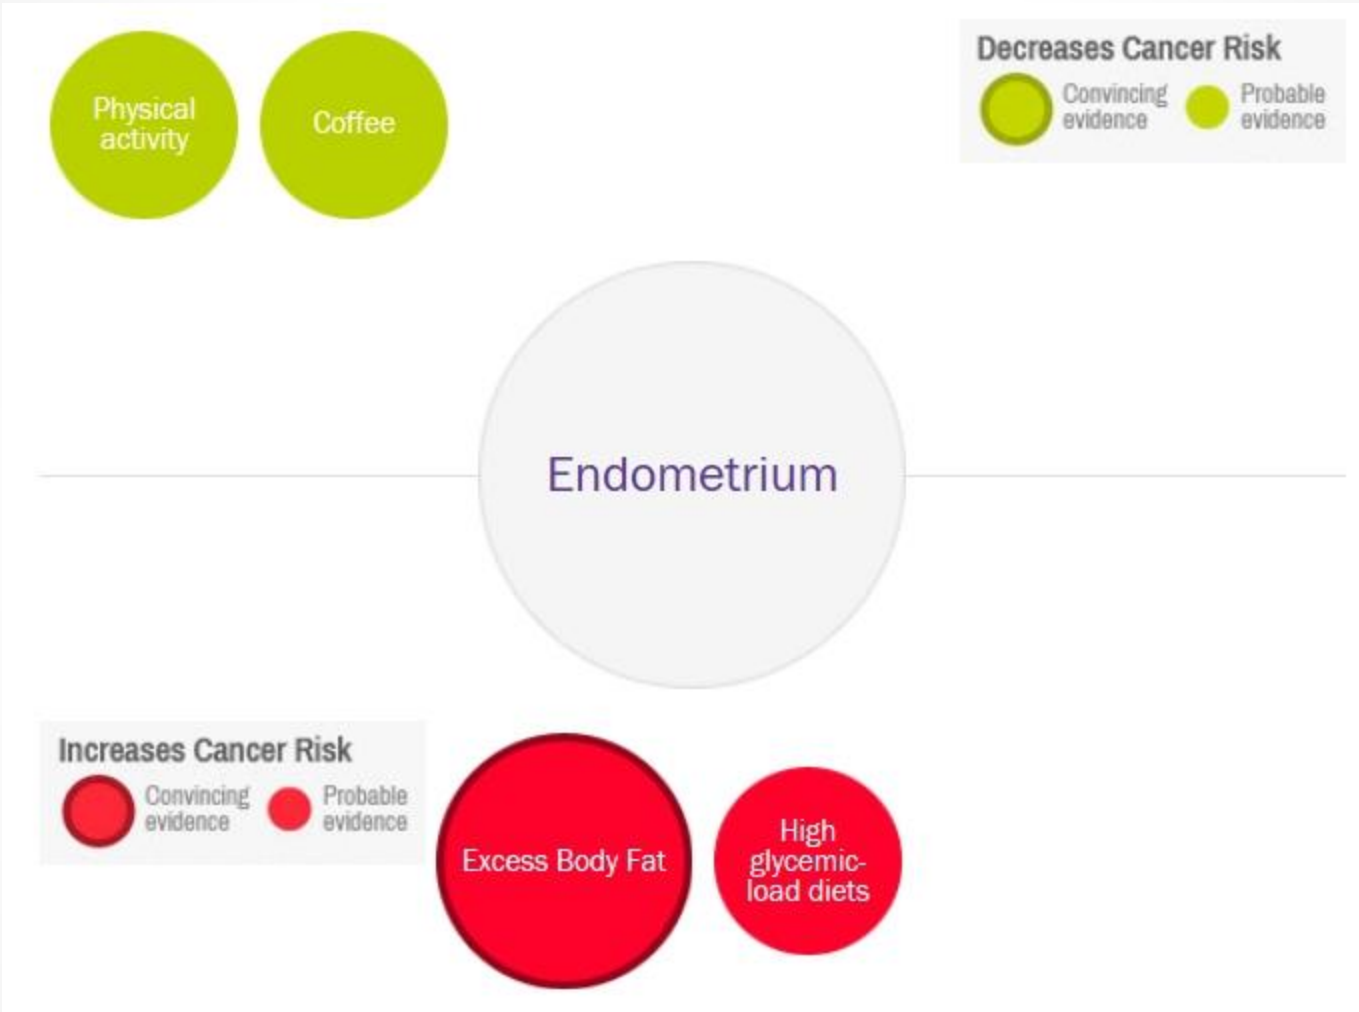 Physical
activity
Coffee
Decreases Cancer Risk
Convincing
evidence
Probable
evidence
Endometrium
Increases Cancer Risk
Convincing
evidence
Probable
evidence
Excess Body Fat
High
glycemic-
load diets